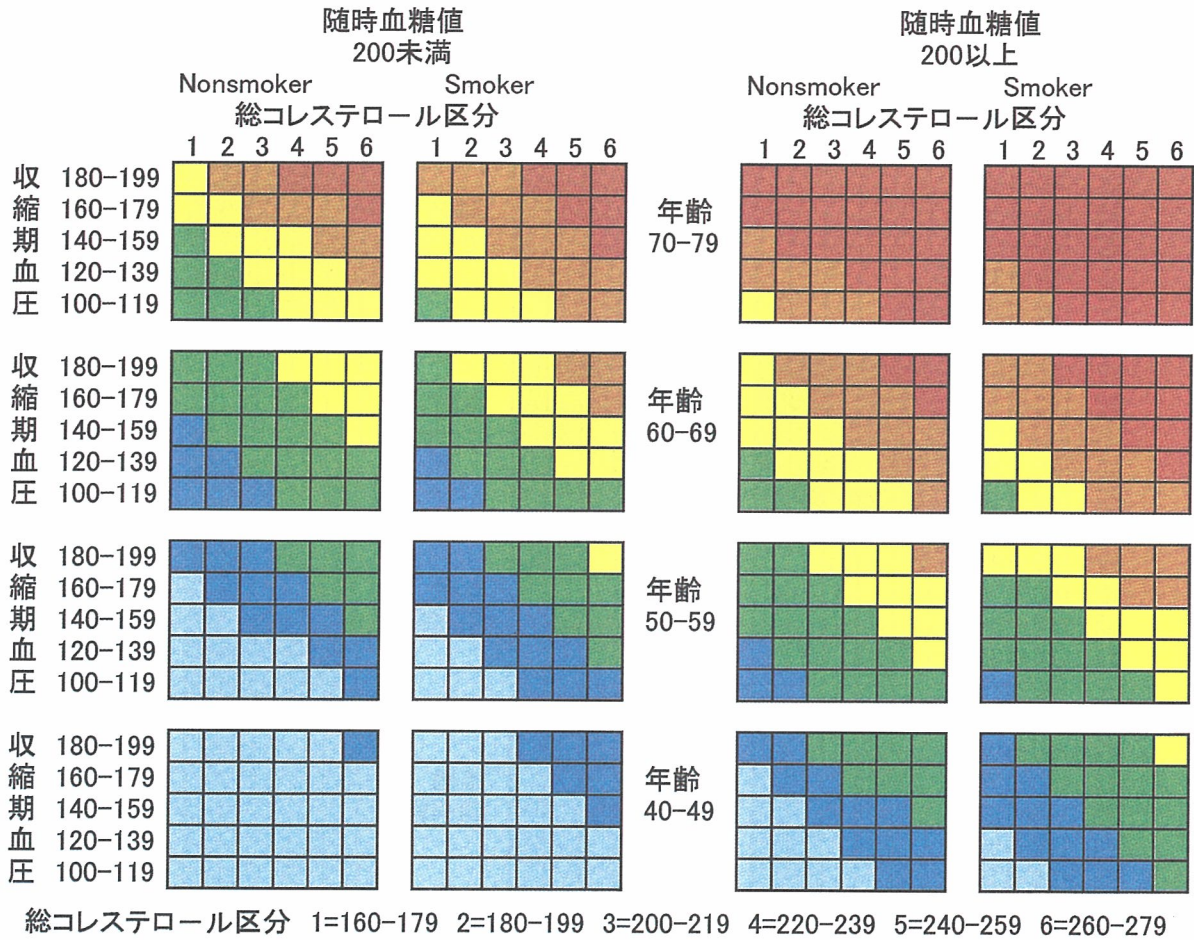 随時血糖値
200未満
随時血糖値
200以上
Nonsmoker Smoker Nonsmoker Smoker
総コレステロール区分 総コレステロール区分
1 2 3 4 5 6 1 2 3 4 5 6 1 2 3 4 5 6 1 2 3 4 5 6
収 180-199
縮 160-179
期 140-159
血 120-139
圧 100-119
年齢
70-79
収 180-199
縮 160-179
期 140-159
血 120-139
圧 100-119
年齢
60-69
収 180-199
縮 160-179
期 140-159
血 120-139
圧 100-119
年齢
50-59
収 180-199
縮 160-179
期 140-159
血 120-139
圧 100-119
年齢
40-49
総コレステロール区分 1=160-179 2=180-199 3=200-219 4=220-239 5=240-259 6=260-279